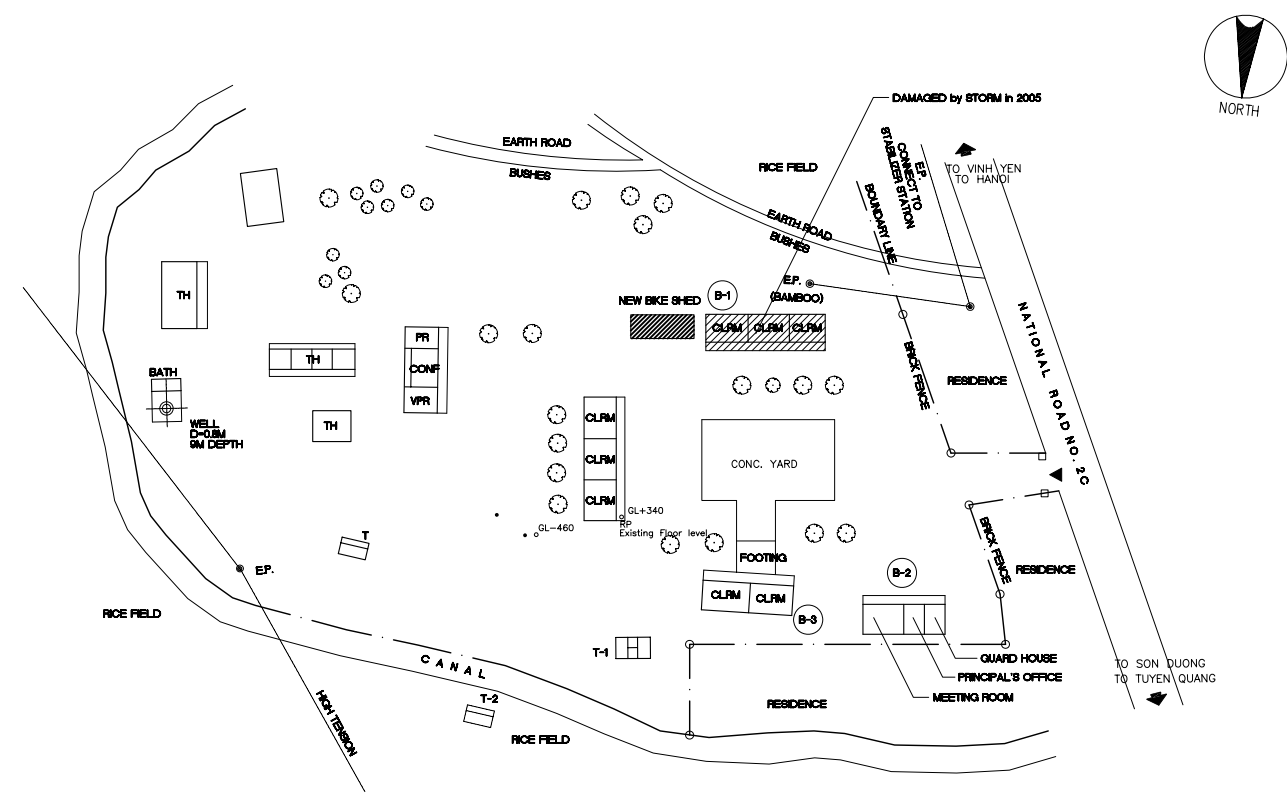 NORTH
DAMAGED by STORM in 2005
EARTH ROAD
BUSHES
RICE FIELD
E.P.
CONNECT TO
STABILIZER STATION
BOUNDARY LINE
TO VINH YEN
TO HANOI
EARTH ROAD
BUSHES
E.P.
(BAMBOO)
NEW BIKE SHED
B-1
CLRM
CLRM
CLRM
TH
TH
TH
PR
CONF
VPR
BATH
WELL
D=0.8M
9M DEPTH
BRICK FENCE
RESIDENCE
NATIONAL ROAD NO. 2C
CLRM
CLRM
CLRM
CONC. YARD
GL+340
RP
Existing Floor level
GL-460
T
E.P.
FOOTING
BRICK FENCE
RESIDENCE
B-2
CLRM
CLRM
B-3
RICE FIELD
CANAL
T-1
T-2
GUARD HOUSE
PRINCIPAL'S OFFICE
MEETING ROOM
TO SON DUONG
TO TUYEN QUANG
RESIDENCE
HIGH TENSION
RICE FIELD